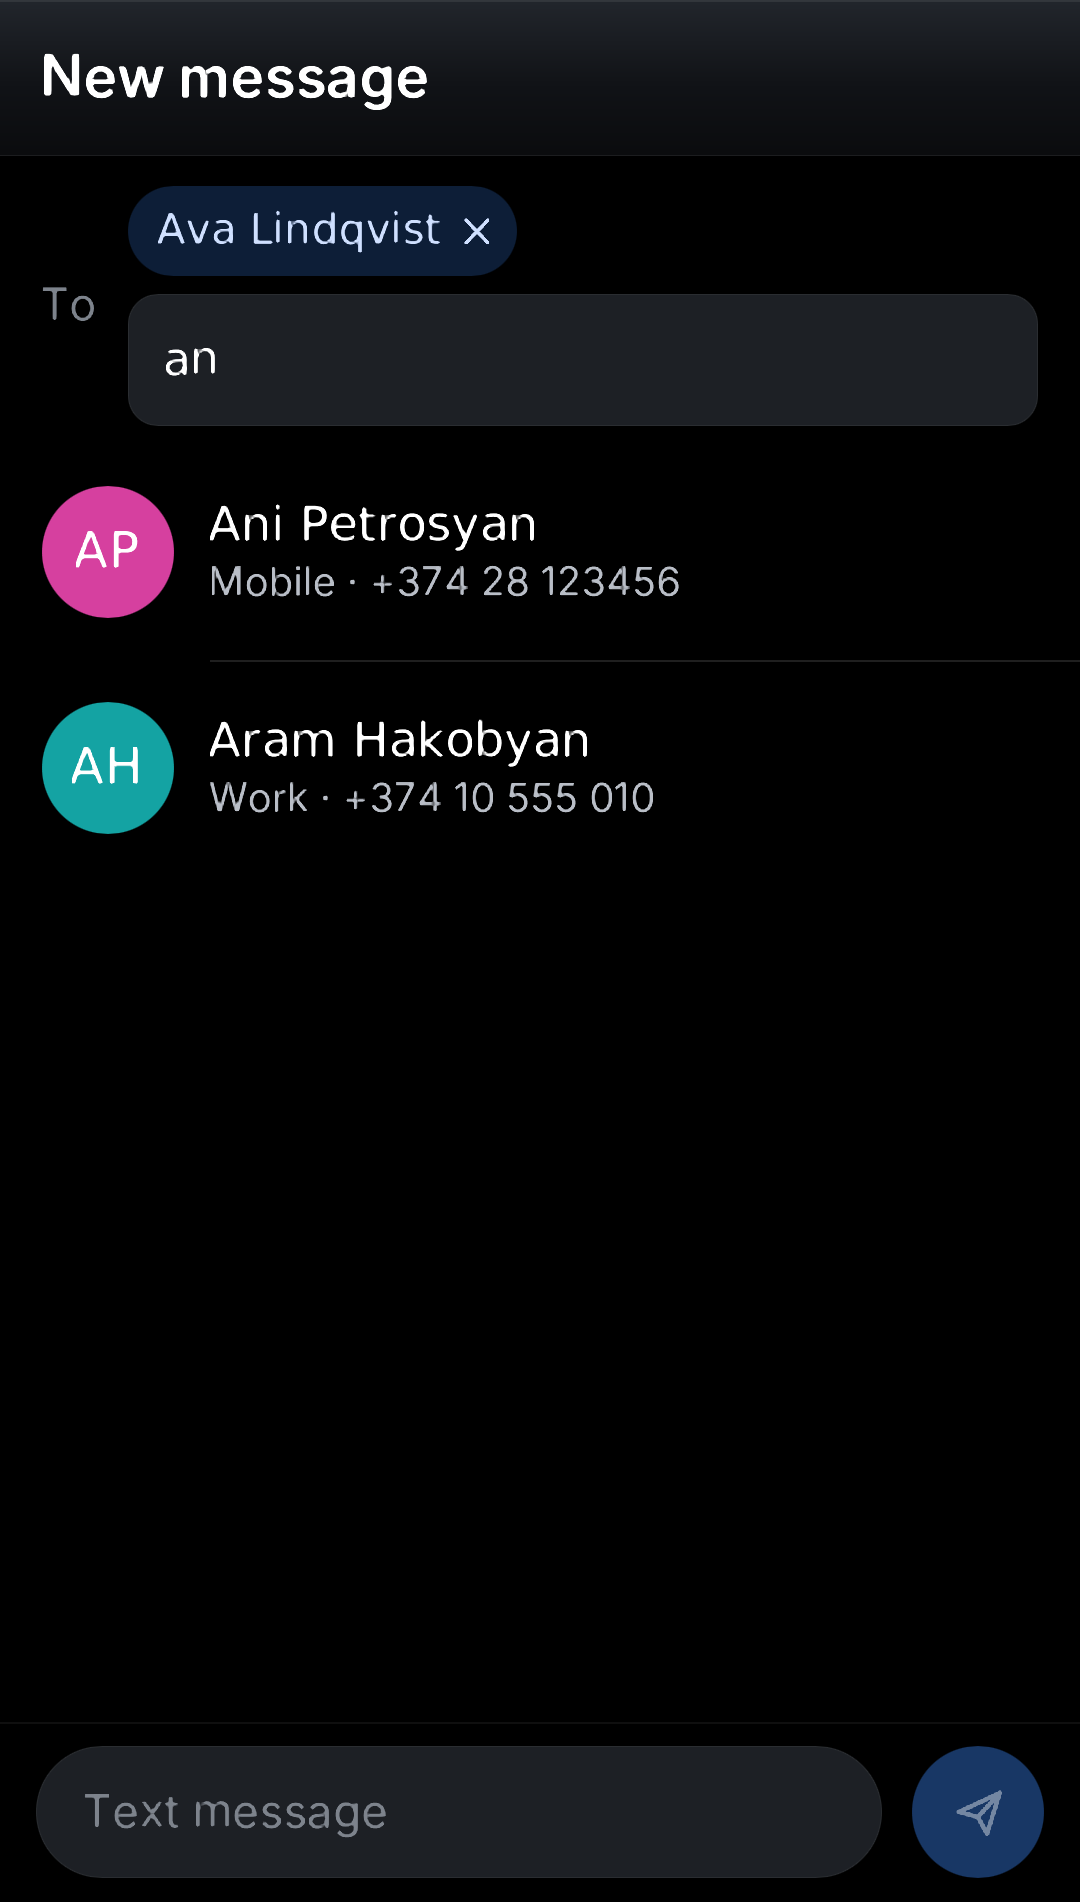 New message
Ava Lindqvist
To
an
AP
Ani Petrosyan
Mobile · +374 28 123456
AH
Aram Hakobyan
Work · +374 10 555 010
Text message